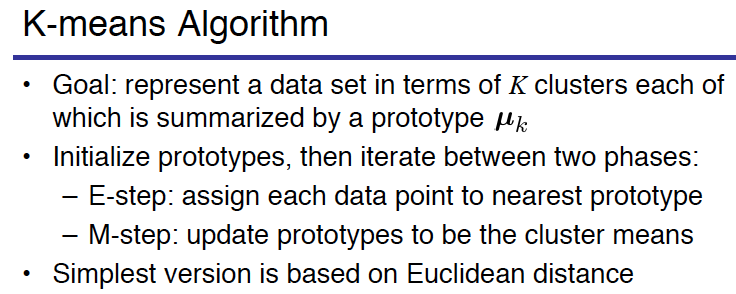 K-means Algorithm
• Goal: represent a data set in terms of K clusters each of
which is summarized by a prototype μk
• Initialize prototypes, then iterate between two phases:
– E-step: assign each data point to nearest prototype
– M-step: update prototypes to be the cluster means
• Simplest version is based on Euclidean distance